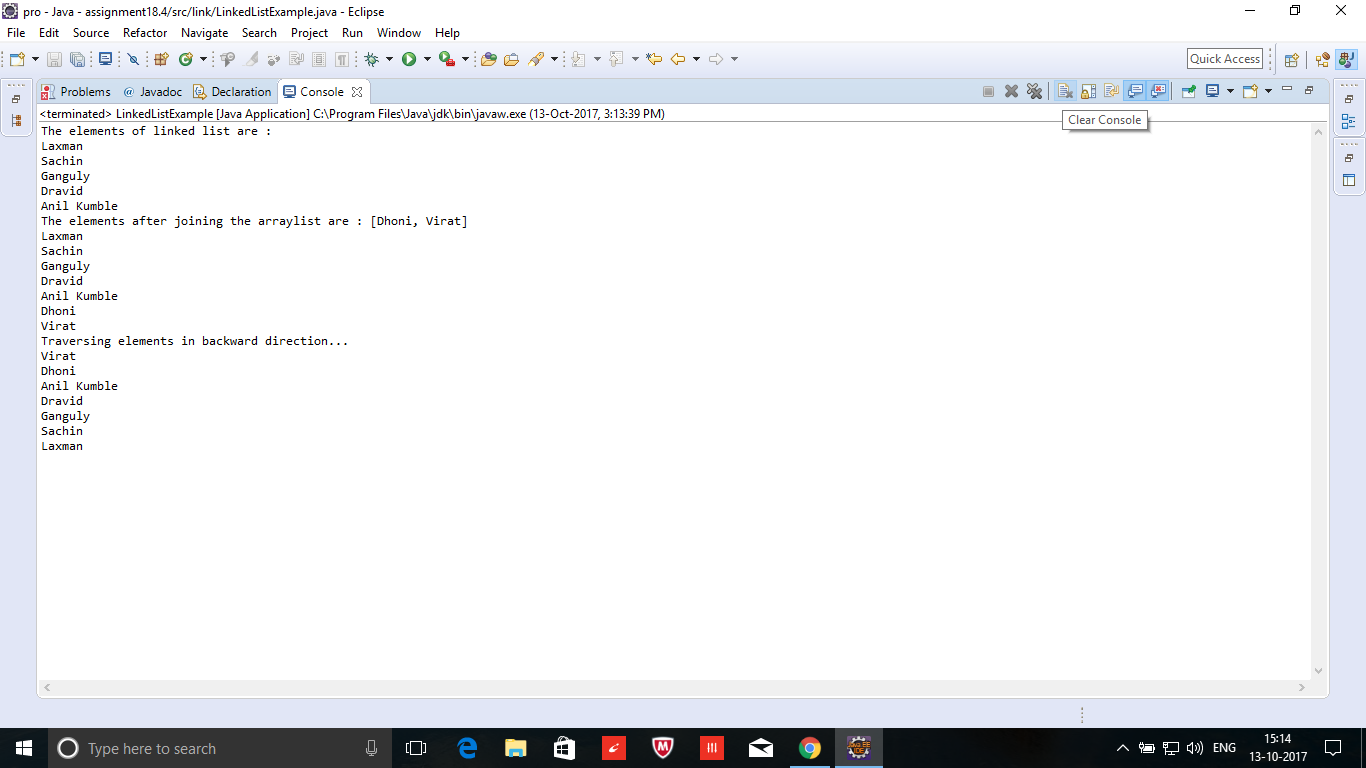 pro - Java - assignment18.4/src/link/LinkedListExample.java - Eclipse
File Edit Source Refactor Navigate Search Project Run Window Help
Quick Access
Problems @ Javadoc Declaration Console
<terminated> LinkedListExample [Java Application] C:\Program Files\Java\jdk\bin\javaw.exe (13-Oct-2017, 3:13:39 PM)
Clear Console
The elements of linked list are :
Laxman
Sachin
Ganguly
Dravid
Anil Kumble
The elements after joining the arraylist are : [Dhoni, Virat]
Laxman
Sachin
Ganguly
Dravid
Anil Kumble
Dhoni
Virat
Traversing elements in backward direction...
Virat
Dhoni
Anil Kumble
Dravid
Ganguly
Sachin
Laxman
Type here to search
ENG
15:14
13-10-2017